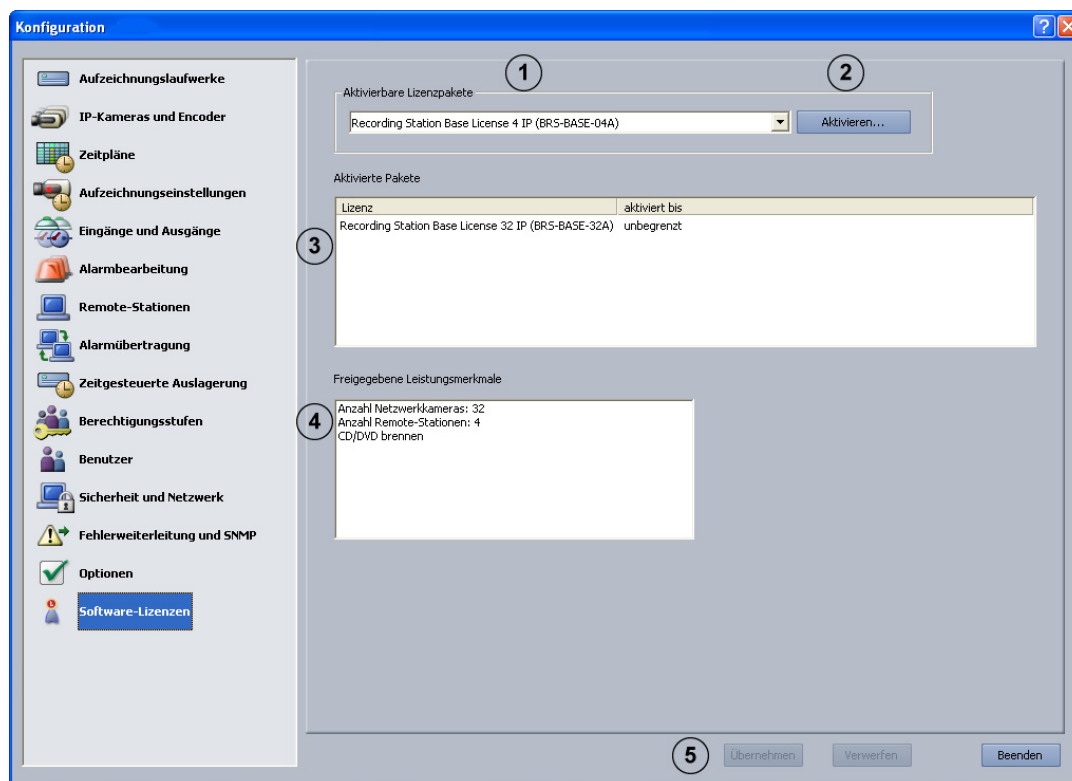 Konfiguration
Aufzeichnungslaufwerke
IP-Kameras und Encoder
Zeitpläne
Aufzeichnungseinstellungen
Eingänge und Ausgänge
Alarmbearbeitung
Remote-Stationen
Alarmübertragung
Zeitgesteuerte Auslagerung
Berechtigungsstufen
Benutzer
Sicherheit und Netzwerk
Fehlerweiterleitung und SNMP
Optionen
Software-Lizenzen
1
2
Aktivierbare Lizenzpakete
Recording Station Base License 4 IP (BRS-BASE-04A)
Aktivieren...
Aktivierte Pakete
Lizenz aktiviert bis
3
Recording Station Base License 32 IP (BRS-BASE-32A) unbegrenzt
Freigegebene Leistungsmerkmale
4
Anzahl Netzwerkkameras: 32
Anzahl Remote-Stationen: 4
CD/DVD brennen
5
Übernehmen
Verwerfen
Beenden